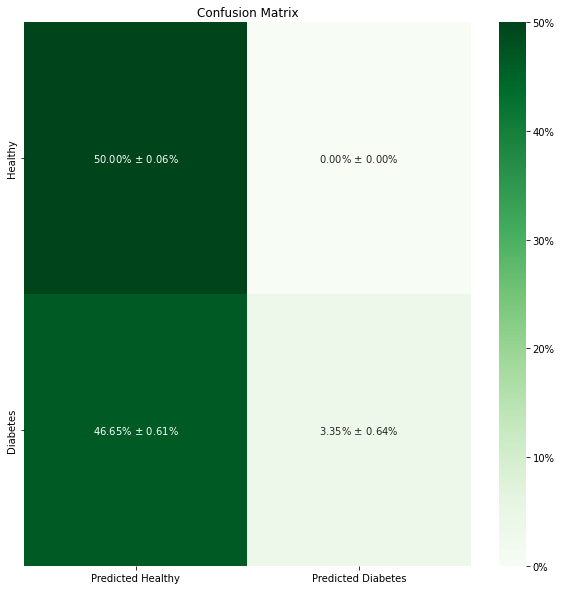 Confusion Matrix
Healthy
50.00% ± 0.06%
0.00% ± 0.00%
Diabetes
46.65% ± 0.61%
3.35% ± 0.64%
Predicted Healthy
Predicted Diabetes
50%
40%
30%
20%
10%
0%